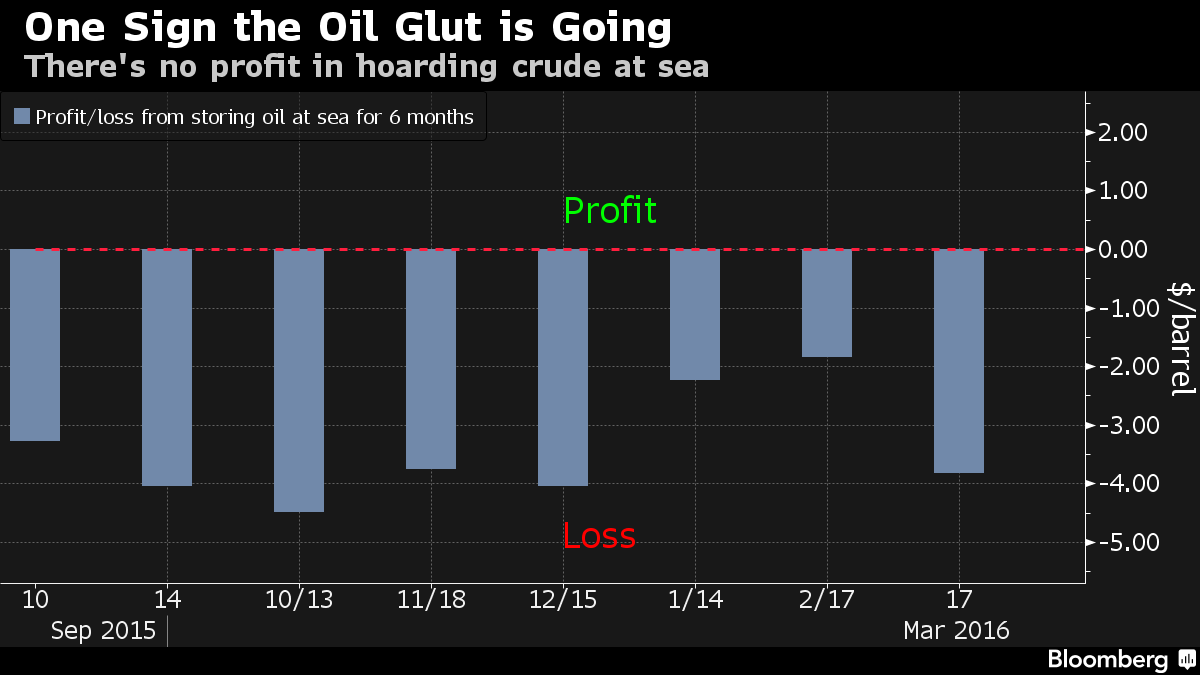 One Sign the Oil Glut is Going
There's no profit in hoarding crude at sea
Profit/loss from storing oil at sea for 6 months
2.00
1.00
Profit
0.00
-1.00
$/barrel
-2.00
-3.00
-4.00
Loss
-5.00
10 14 10/13 11/18 12/15 1/14 2/17 17
Sep 2015 Mar 2016
Bloomberg